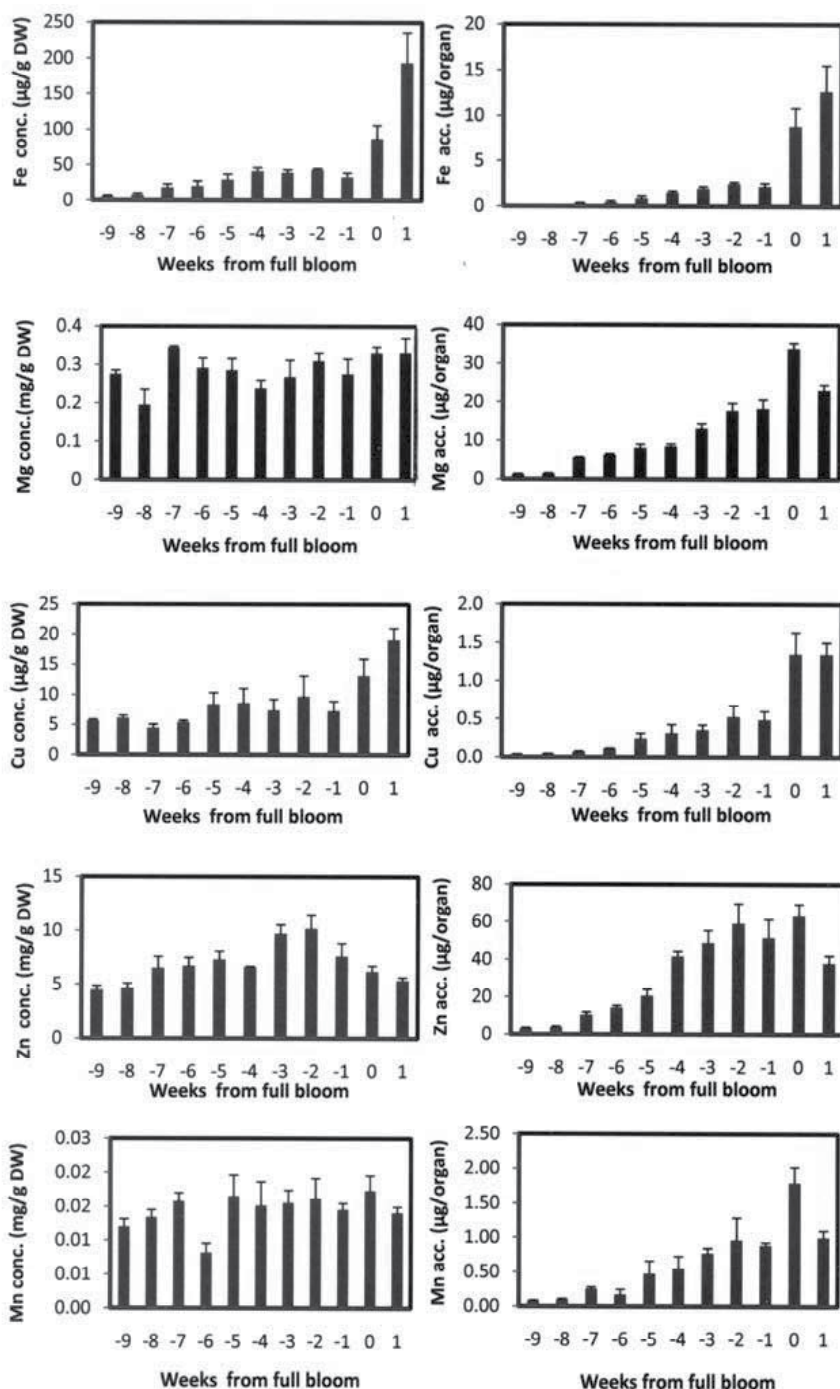 Fe conc. (µg/g DW)
250
200
150
100
50
0
-9 -8 -7 -6 -5 -4 -3 -2 -1 0 1
Weeks from full bloom
Fe acc. (µg/organ)
20
15
10
5
0
-9 -8 -7 -6 -5 -4 -3 -2 -1 0 1
Weeks from full bloom
Mg conc.(mg/g DW)
0.4
0.3
0.2
0.1
0
-9 -8 -7 -6 -5 -4 -3 -2 -1 0 1
Weeks from full bloom
Mg acc. (µg/organ)
40
30
20
10
0
-9 -8 -7 -6 -5 -4 -3 -2 -1 0 1
Weeks from full bloom
Cu conc. (µg/g DW)
25
20
15
10
5
0
-9 -8 -7 -6 -5 -4 -3 -2 -1 0 1
Weeks from full bloom
Cu acc. (µg/organ)
2.0
1.5
1.0
0.5
0.0
-9 -8 -7 -6 -5 -4 -3 -2 -1 0 1
Weeks from full bloom
Zn conc. (mg/g DW)
15
10
5
0
-9 -8 -7 -6 -5 -4 -3 -2 -1 0 1
Weeks from full bloom
Zn acc. (µg/organ)
80
60
40
20
0
-9 -8 -7 -6 -5 -4 -3 -2 -1 0 1
Weeks from full bloom
Mn conc. (mg/g DW)
0.03
0.02
0.02
0.01
0.01
0.00
-9 -8 -7 -6 -5 -4 -3 -2 -1 0 1
Weeks from full bloom
Mn acc. (µg/organ)
2.50
2.00
1.50
1.00
0.50
0.00
-9 -8 -7 -6 -5 -4 -3 -2 -1 0 1
Weeks from full bloom